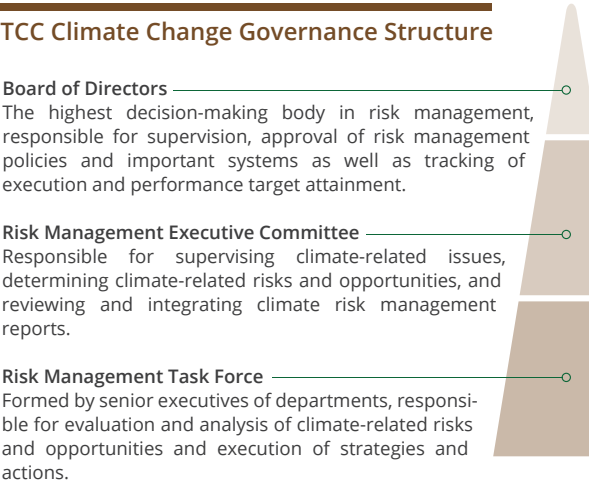 TCC Climate Change Governance Structure
Board of Directors
The highest decision-making body in risk management,
responsible for supervision, approval of risk management
policies and important systems as well as tracking of
execution and performance target attainment.
Risk Management Executive Committee
Responsible for supervising climate-related issues,
determining climate-related risks and opportunities, and
reviewing and integrating climate risk management
reports.
Risk Management Task Force
Formed by senior executives of departments, responsi-
ble for evaluation and analysis of climate-related risks
and opportunities and execution of strategies and
actions.